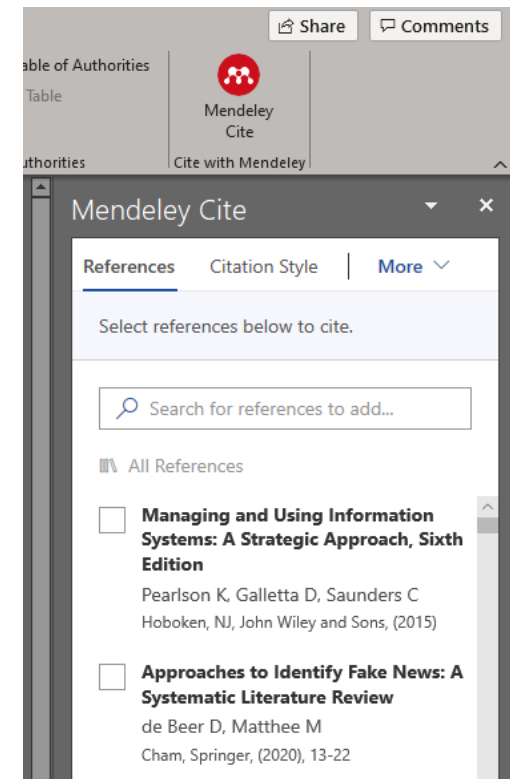 Share
Comments
able of Authorities
Table
Mendeley
Cite
uthorities
Cite with Mendeley
Mendeley Cite
References Citation Style More
Select references below to cite.
Search for references to add...
All References
Managing and Using Information
Systems: A Strategic Approach, Sixth
Edition
Pearlson K, Galletta D, Saunders C
Hoboken, NJ, John Wiley and Sons, (2015)
Approaches to Identify Fake News: A
Systematic Literature Review
de Beer D, Matthee M
Cham, Springer, (2020), 13-22